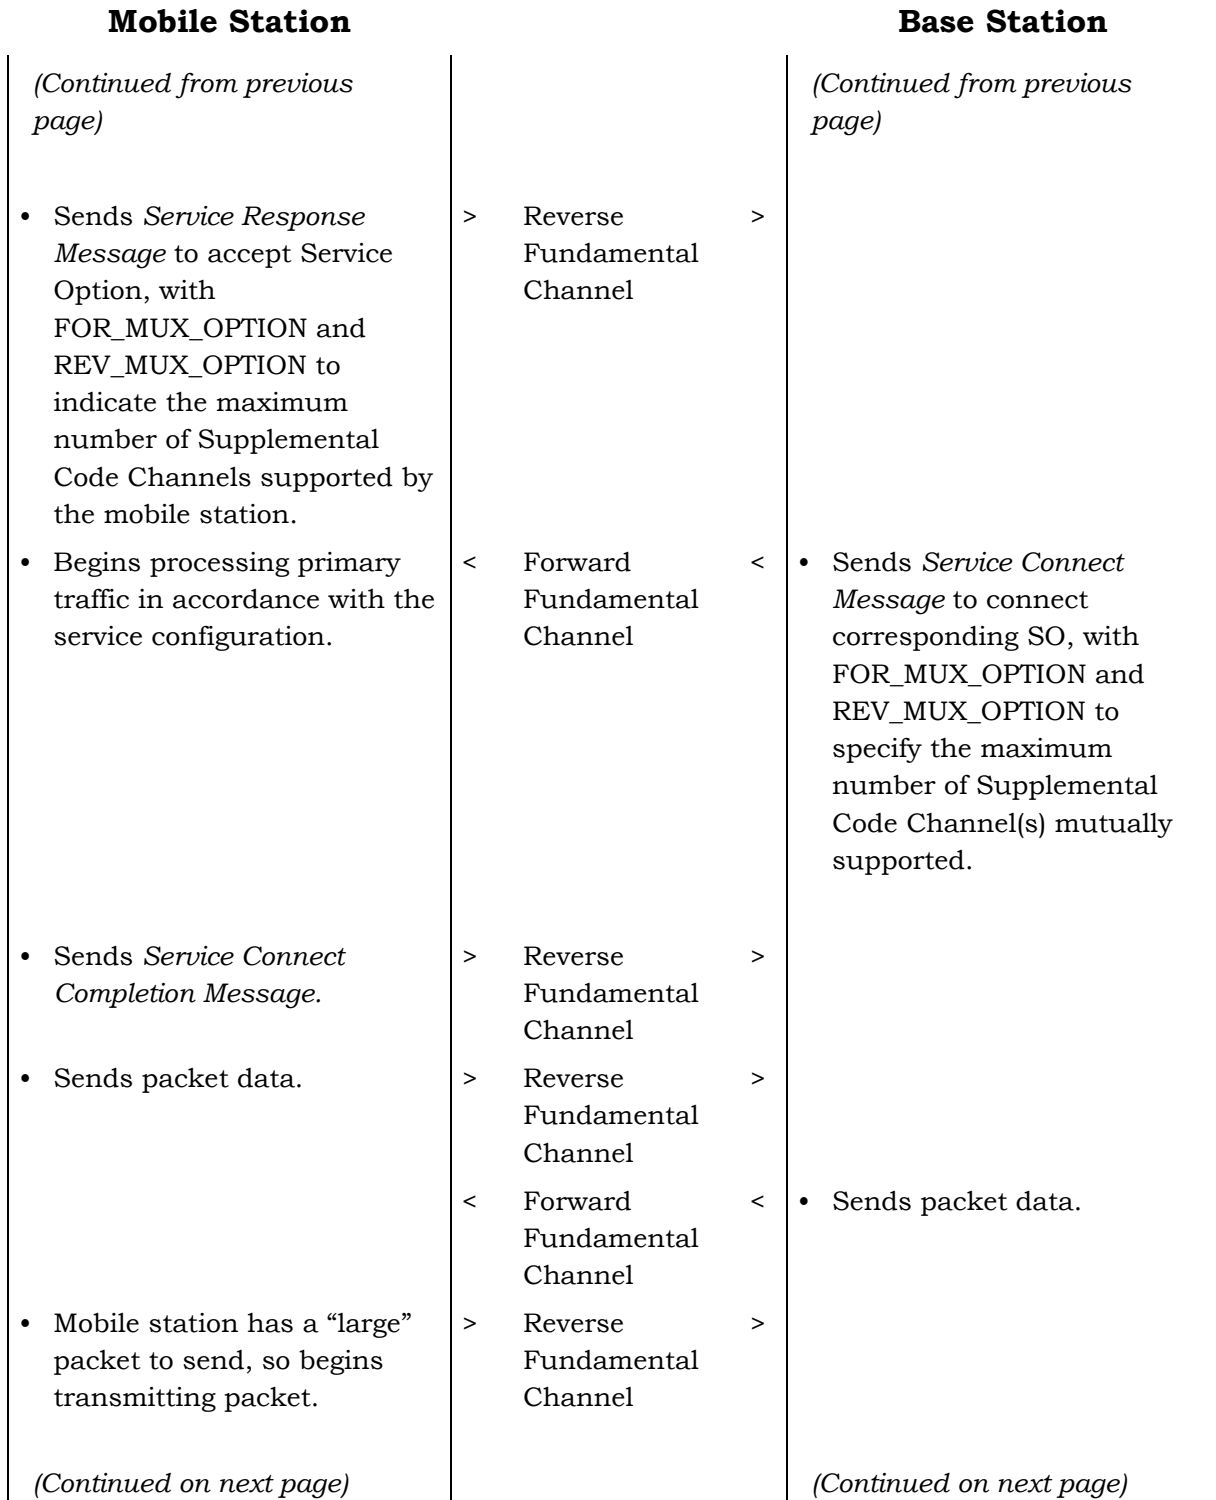 Mobile Station
Base Station
(Continued from previous
page)
(Continued from previous
page)
• Sends Service Response
Message to accept Service
Option, with
FOR_MUX_OPTION and
REV_MUX_OPTION to
indicate the maximum
number of Supplemental
Code Channels supported by
the mobile station.
> Reverse >
Fundamental
Channel
• Begins processing primary
traffic in accordance with the
service configuration.
< Forward <
Fundamental
Channel
• Sends Service Connect
Message to connect
corresponding SO, with
FOR_MUX_OPTION and
REV_MUX_OPTION to
specify the maximum
number of Supplemental
Code Channel(s) mutually
supported.
• Sends Service Connect
Completion Message.
> Reverse >
Fundamental
Channel
• Sends packet data.
> Reverse >
Fundamental
Channel
< Forward <
Fundamental
Channel
• Sends packet data.
• Mobile station has a “large”
packet to send, so begins
transmitting packet.
> Reverse >
Fundamental
Channel
(Continued on next page)
(Continued on next page)